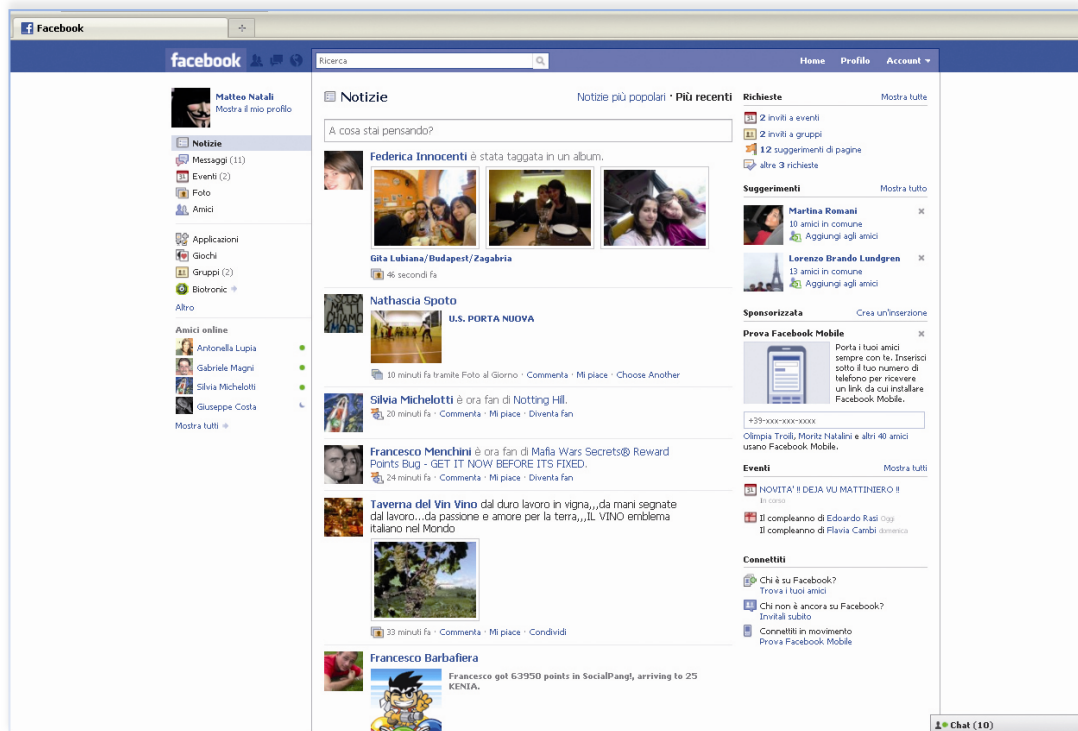 Facebook
facebook
Ricerca
Home Profilo Account
Matteo Natali
Mostra il mio profilo
Notizie
Messaggi (11)
Eventi (2)
Foto
Amici
Applicazioni
Giochi
Gruppi (2)
Biotronic
Altro
Amici online
Antonella Lupia
Gabriele Magni
Silvia Michelotti
Giuseppe Costa
Mostra tutti
Notizie
Notizie più popolari · Più recenti
A cosa stai pensando?
Federica Innocenti è stata taggata in un album.
Gita Lubiana/Budapest/Zagabria
46 secondi fa
Nathascia Spoto
U.S. PORTA NUOVA
10 minuti fa tramite Foto al Giorno · Commenta · Mi piace · Choose Another
Silvia Michelotti è ora fan di Notting Hill.
20 minuti fa · Commenta · Mi piace · Diventa fan
Francesco Menchini è ora fan di Mafia Wars Secrets® Reward
Points Bug - GET IT NOW BEFORE ITS FIXED.
24 minuti fa · Commenta · Mi piace · Diventa fan
Taverna del Vin Vino dal duro lavoro in vigna,,,da mani segnate
dal lavoro...da passione e amore per la terra,,,IL VINO emblema
italiano nel Mondo
33 minuti fa · Commenta · Mi piace · Condividi
Francesco Barbafiera
Francesco got 63950 points in SocialPang!, arriving to 25
KENIA.
Richieste Mostra tutte
2 inviti a eventi
2 inviti a gruppi
12 suggerimenti di pagine
altre 3 richieste
Suggerimenti Mostra tutto
Martina Romani
10 amici in comune
Aggiungi agli amici
Lorenzo Brando Lundgren
13 amici in comune
Aggiungi agli amici
Sponsorizzata Crea un'inserzione
Prova Facebook Mobile
Porta i tuoi amici
sempre con te. Inserisci
sotto il tuo numero di
telefono per ricevere
un link da cui installare
Facebook Mobile.
+39-xxx-xxx-xxxx
Olimpia Troili, Moritz Natalini e altri 40 amici
usano Facebook Mobile.
Eventi Mostra tutti
NOVITA' !! DEJA VU MATTINIERO !!
In corso
Il compleanno di Edoardo Rasi Oggi
Il compleanno di Flavia Cambi domenica
Connettiti
Chi è su Facebook?
Trova i tuoi amici
Chi non è ancora su Facebook?
Invitali subito
Connettiti in movimento
Prova Facebook Mobile
Chat (10)